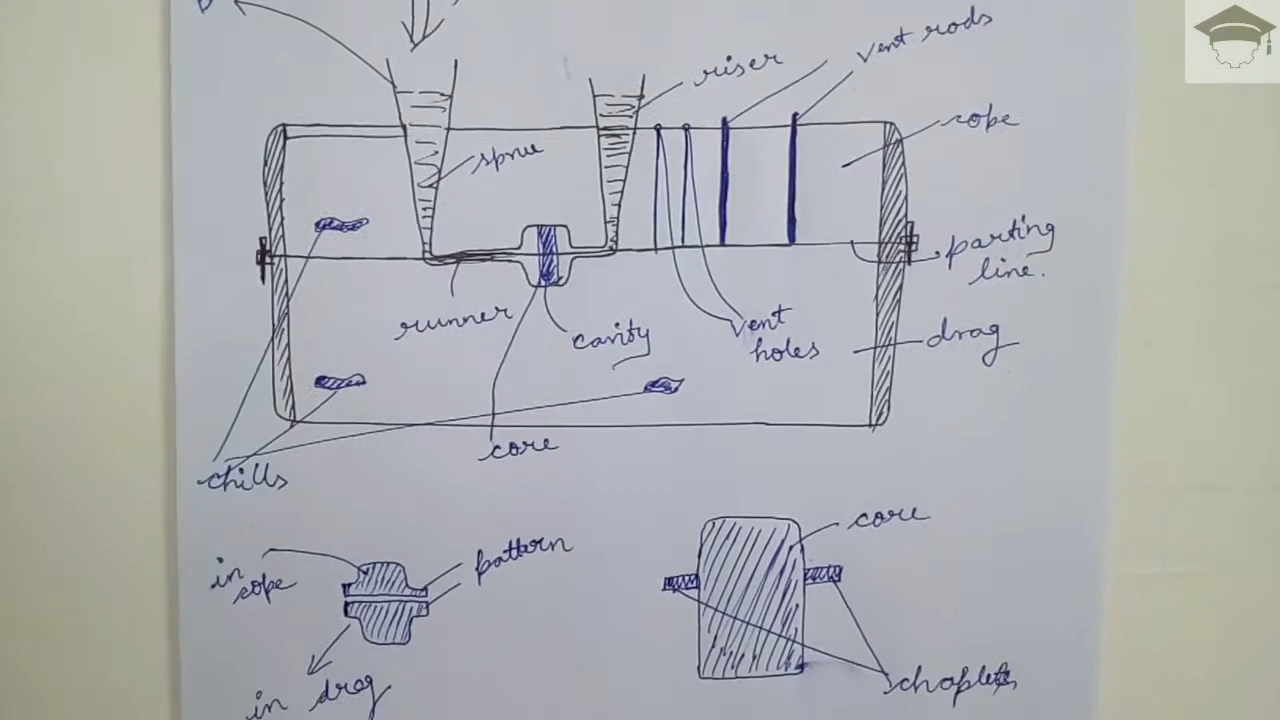 vent rods
riser
cope
sprue
parting
line.
runner
cavity
vent
holes
drag
core
chills
core
pattern
in
cope
in drag
chaplets